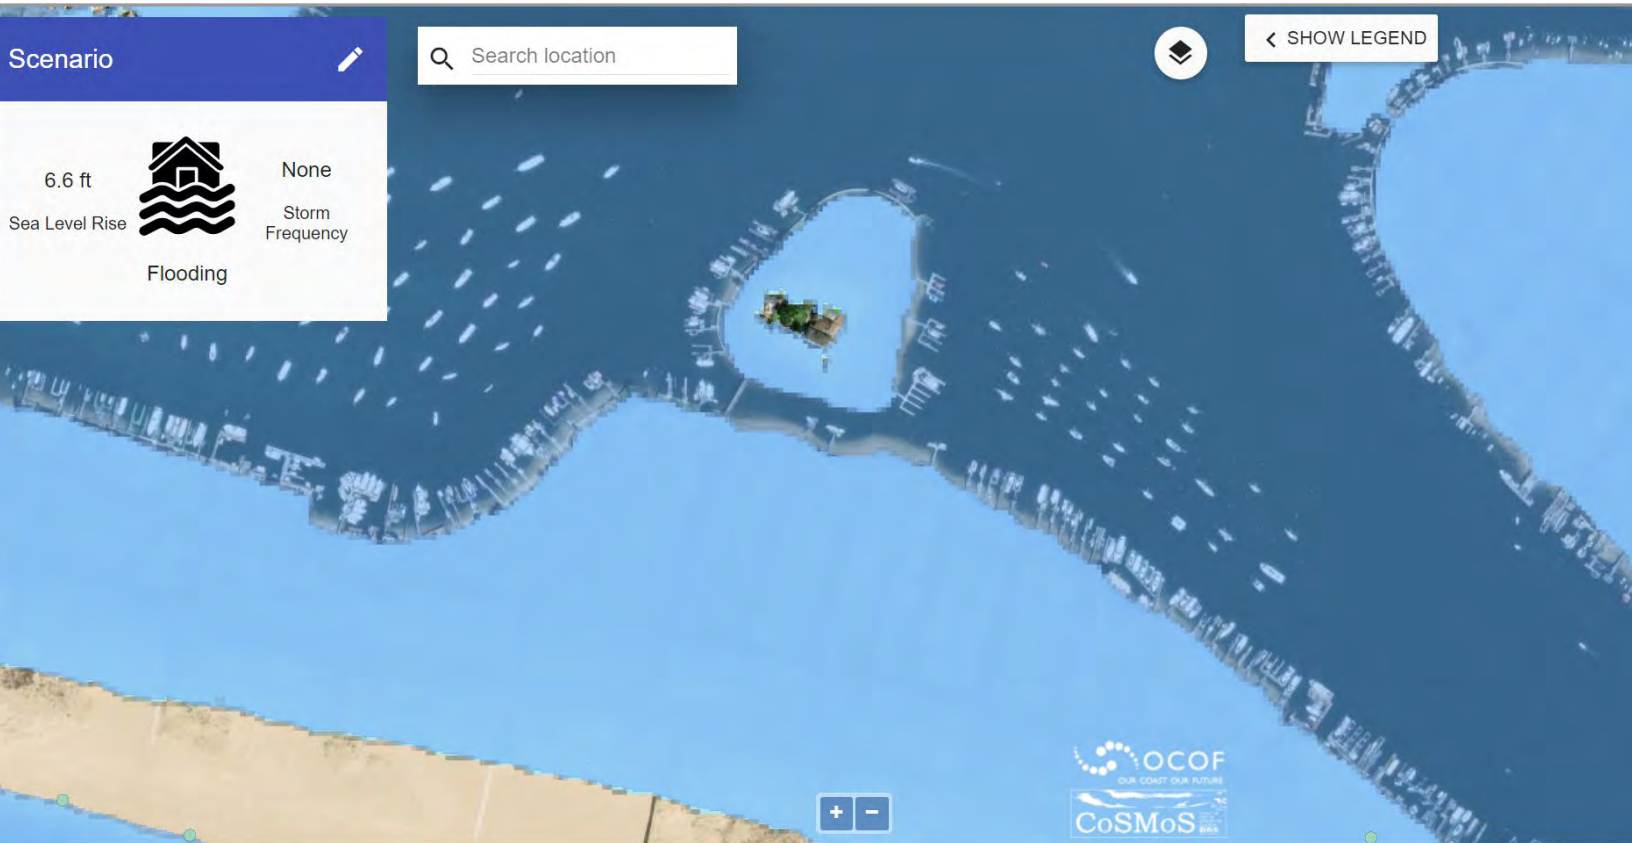 Scenario
Search location
SHOW LEGEND
6.6 ft
Sea Level Rise
None
Storm
Frequency
Flooding
OCOF
OUR COAST OUR FUTURE
CoSMoS